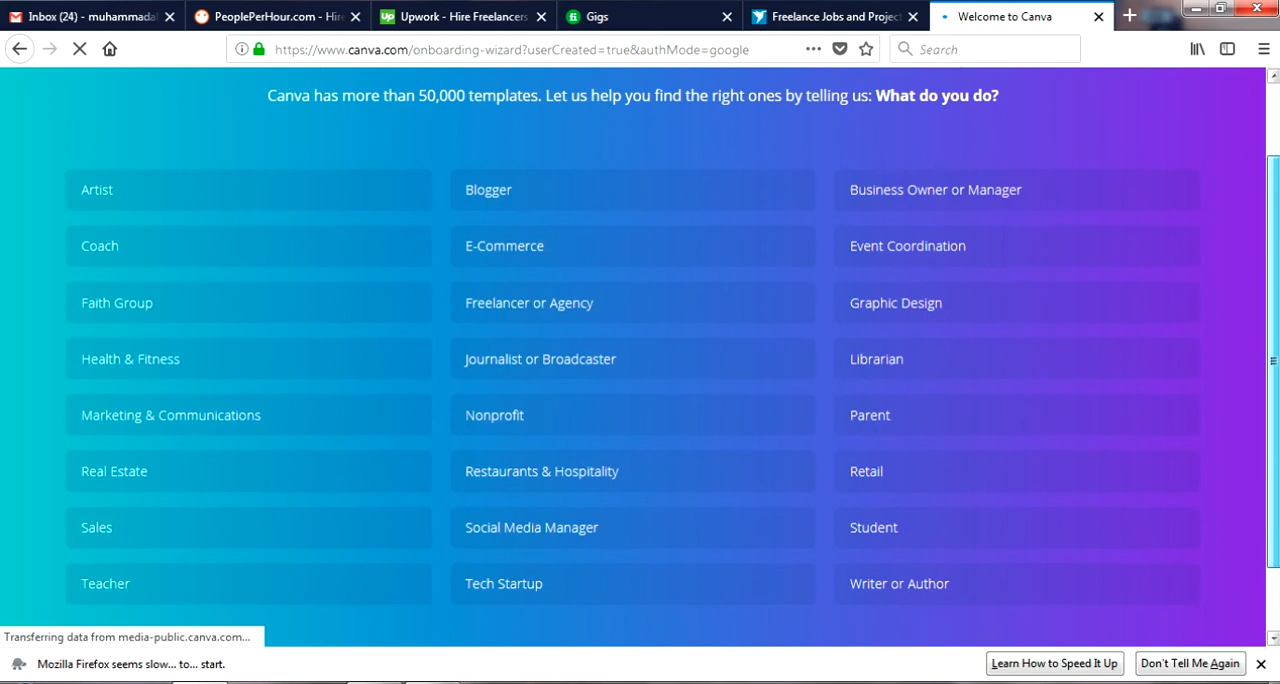 Inbox (24) - muhammadal
PeoplePerHour.com - Hire
Upwork - Hire Freelancers
Gigs
Freelance Jobs and Project
Welcome to Canva
https://www.canva.com/onboarding-wizard?userCreated=true&authMode=google
Search
Canva has more than 50,000 templates. Let us help you find the right ones by telling us: What do you do?
Artist
Blogger
Business Owner or Manager
Coach
E-Commerce
Event Coordination
Faith Group
Freelancer or Agency
Graphic Design
Health & Fitness
Journalist or Broadcaster
Librarian
Marketing & Communications
Nonprofit
Parent
Real Estate
Restaurants & Hospitality
Retail
Sales
Social Media Manager
Student
Teacher
Tech Startup
Writer or Author
Transferring data from media-public.canva.com...
Mozilla Firefox seems slow... to... start.
Learn How to Speed It Up
Don't Tell Me Again